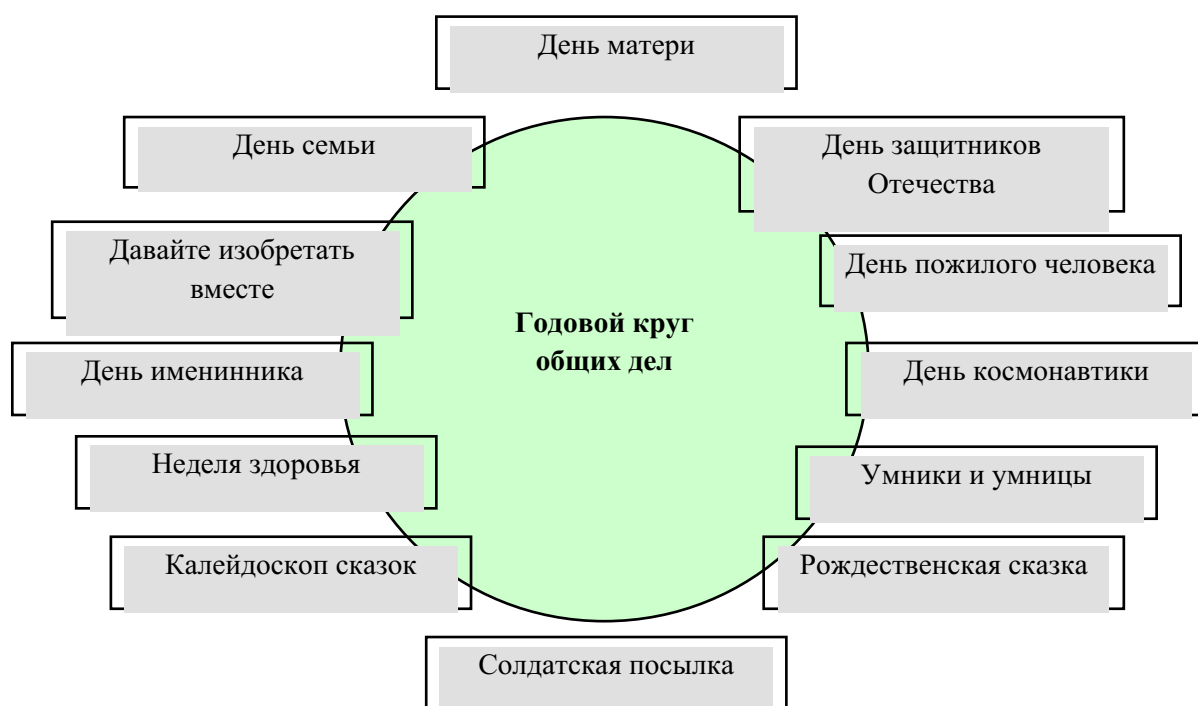 День матери
День семьи
День защитников
Отечества
Давайте изобретать
вместе
День пожилого человека
Годовой круг
общих дел
День именинника
День космонавтики
Неделя здоровья
Умники и умницы
Калейдоскоп сказок
Рождественская сказка
Солдатская посылка